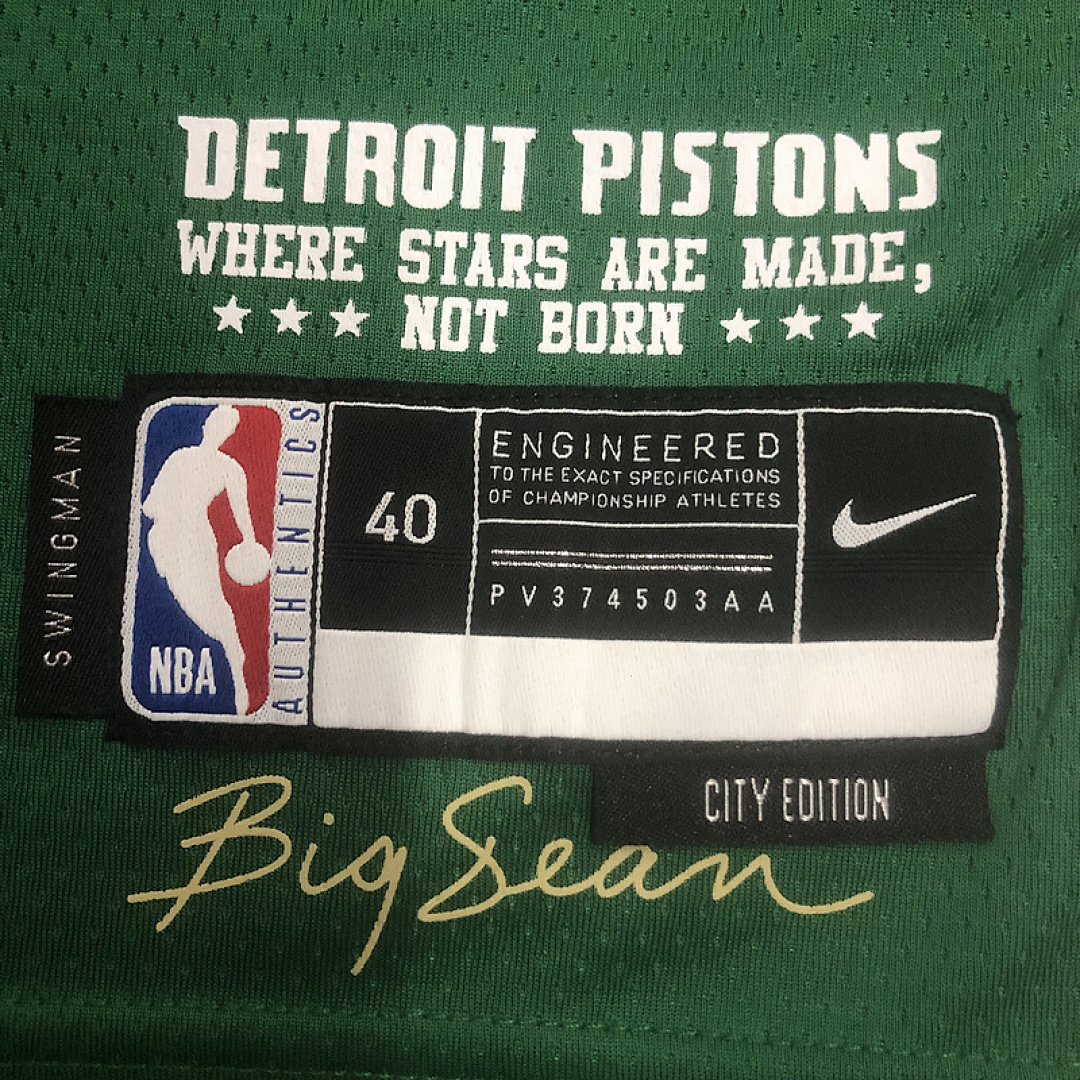 DETROIT PISTONS
WHERE STARS ARE MADE,
★★★ NOT BORN ★★★
SWINGMAN
NBA
AUTHENTICS
40
ENGINEERED
TO THE EXACT SPECIFICATIONS
OF CHAMPIONSHIP ATHLETES
PV374503AA
CITY EDITION
Big Sean